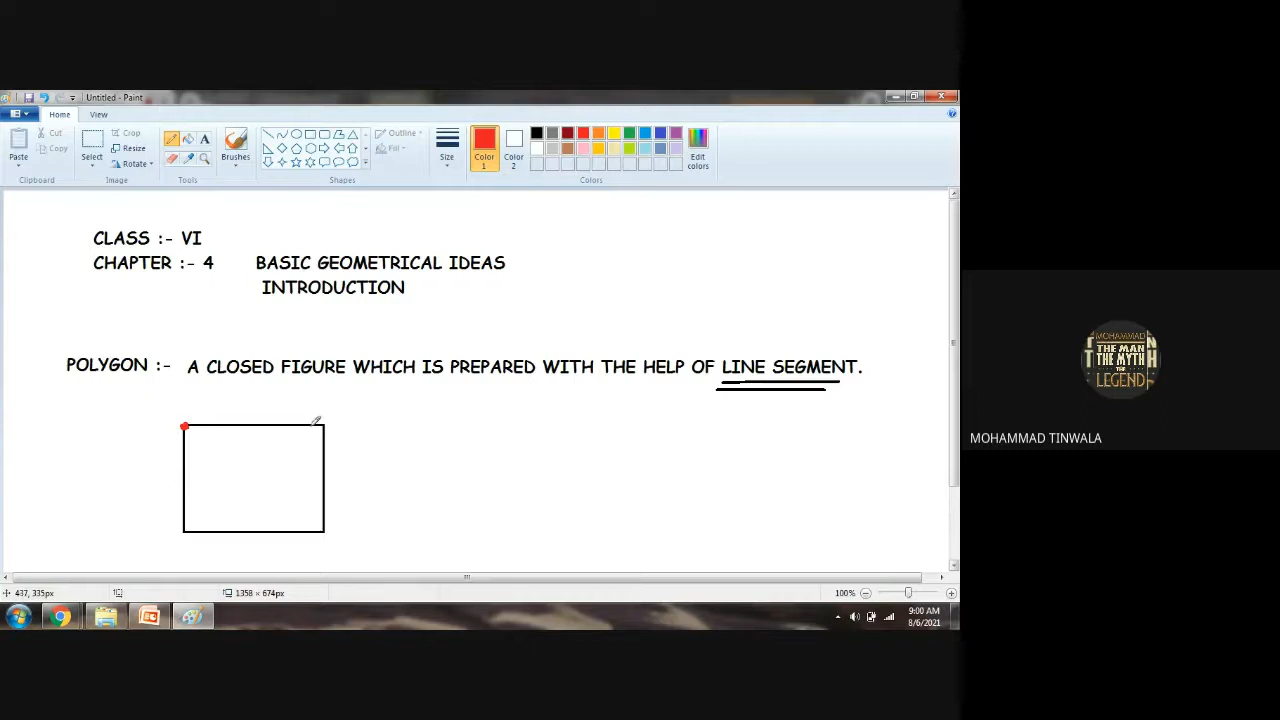 Untitled - Paint
Home View
Paste
Cut
Copy
Clipboard
Select
Crop
Resize
Rotate
Image
Tools
Brushes
Shapes
Outline
Fill
Size
Color 1
Color 2
Edit colors
Colors
CLASS :- VI
CHAPTER :- 4 BASIC GEOMETRICAL IDEAS
INTRODUCTION
POLYGON :- A CLOSED FIGURE WHICH IS PREPARED WITH THE HELP OF LINE SEGMENT.
437, 335px
1358 × 674px
100%
9:00 AM
8/6/2021
MOHAMMAD
THE MAN
THE MYTH
THE
LEGEND
MOHAMMAD TINWALA